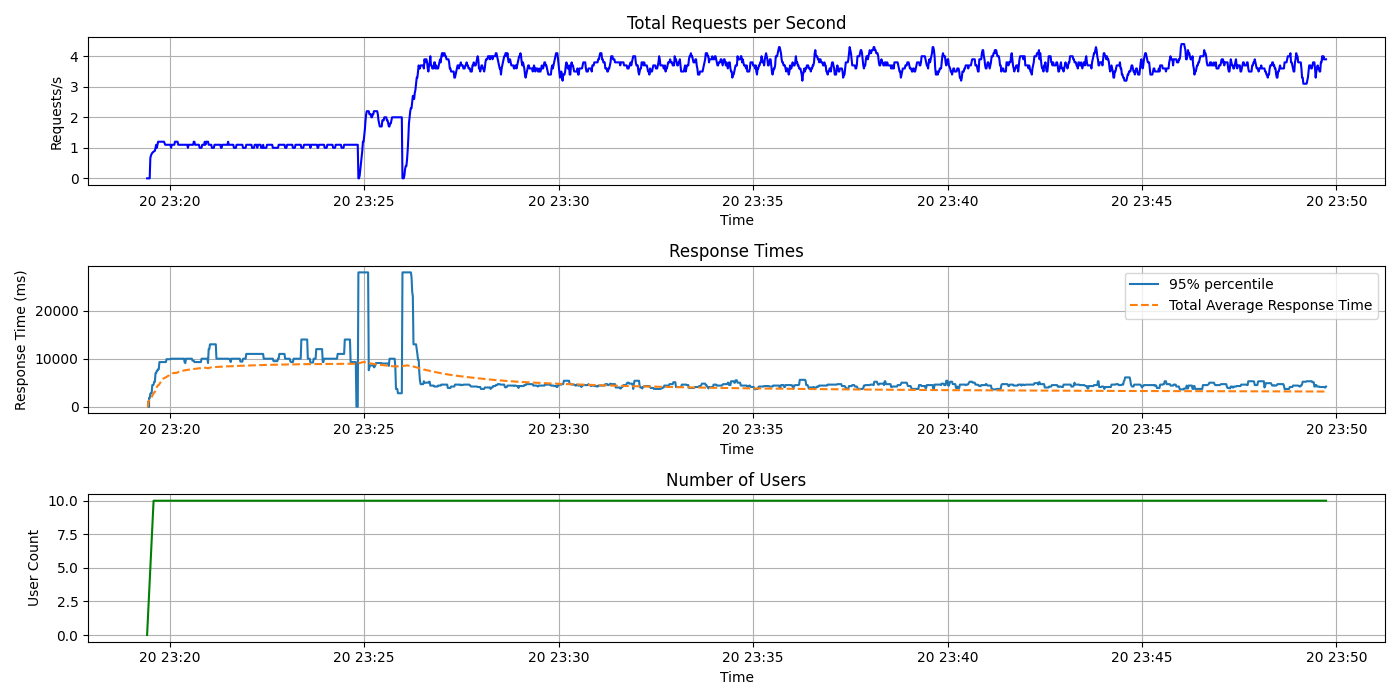 Total Requests per Second
Requests/s
4
3
2
1
0
20 23:20 20 23:25 20 23:30 20 23:35 20 23:40 20 23:45 20 23:50
Time
Response Times
Response Time (ms)
20000
10000
0
95% percentile
Total Average Response Time
20 23:20 20 23:25 20 23:30 20 23:35 20 23:40 20 23:45 20 23:50
Time
Number of Users
User Count
10.0
7.5
5.0
2.5
0.0
20 23:20 20 23:25 20 23:30 20 23:35 20 23:40 20 23:45 20 23:50
Time